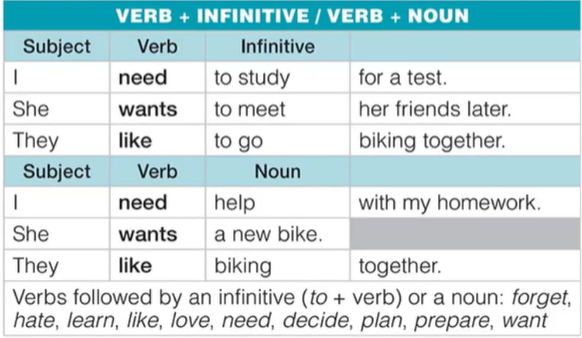 VERB + INFINITIVE / VERB + NOUN
Subject Verb Infinitive
I need to study for a test.
She wants to meet her friends later.
They like to go biking together.
Subject Verb Noun
I need help with my homework.
She wants a new bike.
They like biking together.
Verbs followed by an infinitive (to + verb) or a noun: forget,
hate, learn, like, love, need, decide, plan, prepare, want